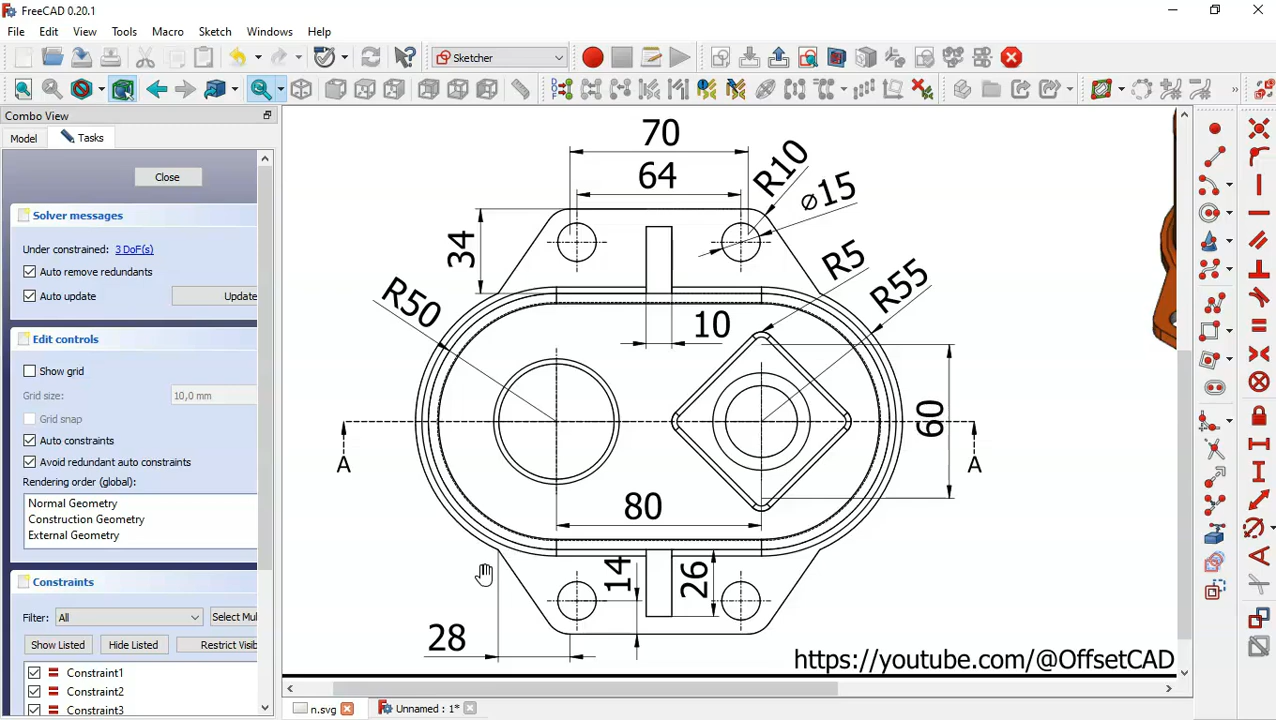 FreeCAD 0.20.1
File Edit View Tools Macro Sketch Windows Help
Sketcher
Combo View
Model Tasks
Close
Solver messages
Under constrained: 3 DoF(s)
Auto remove redundants
Auto update Update
Edit controls
Show grid
Grid size: 10,0 mm
Grid snap
Auto constraints
Avoid redundant auto constraints
Rendering order (global):
Normal Geometry
Construction Geometry
External Geometry
Constraints
Filter: All Select Mul
Show Listed Hide Listed Restrict Visib
Constraint1
Constraint2
Constraint3
70
64
R10
⌀15
34
R5
R50
R55
10
60
A A
80
14
26
28
https://youtube.com/@OffsetCAD
n.svg Unnamed : 1*